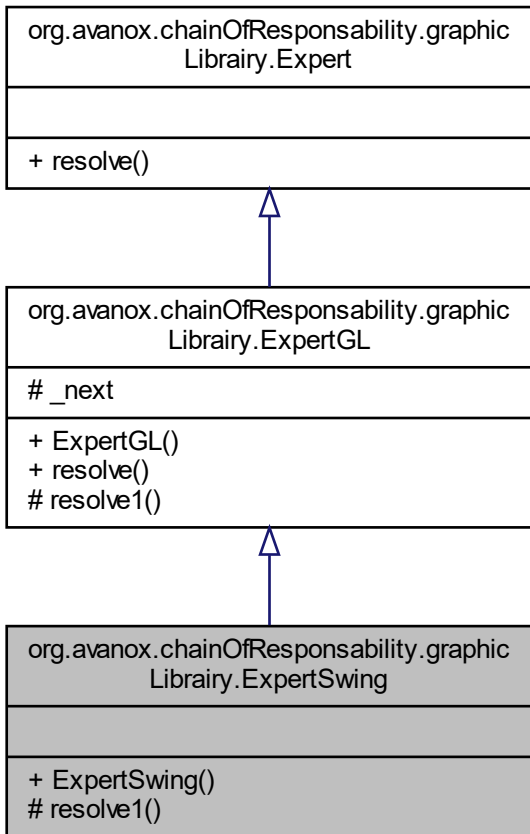 org.avanox.chainOfResponsability.graphic
Librairy.Expert
+ resolve()
org.avanox.chainOfResponsability.graphic
Librairy.ExpertGL
# _next
+ ExpertGL()
+ resolve()
# resolve1()
org.avanox.chainOfResponsability.graphic
Librairy.ExpertSwing
+ ExpertSwing()
# resolve1()